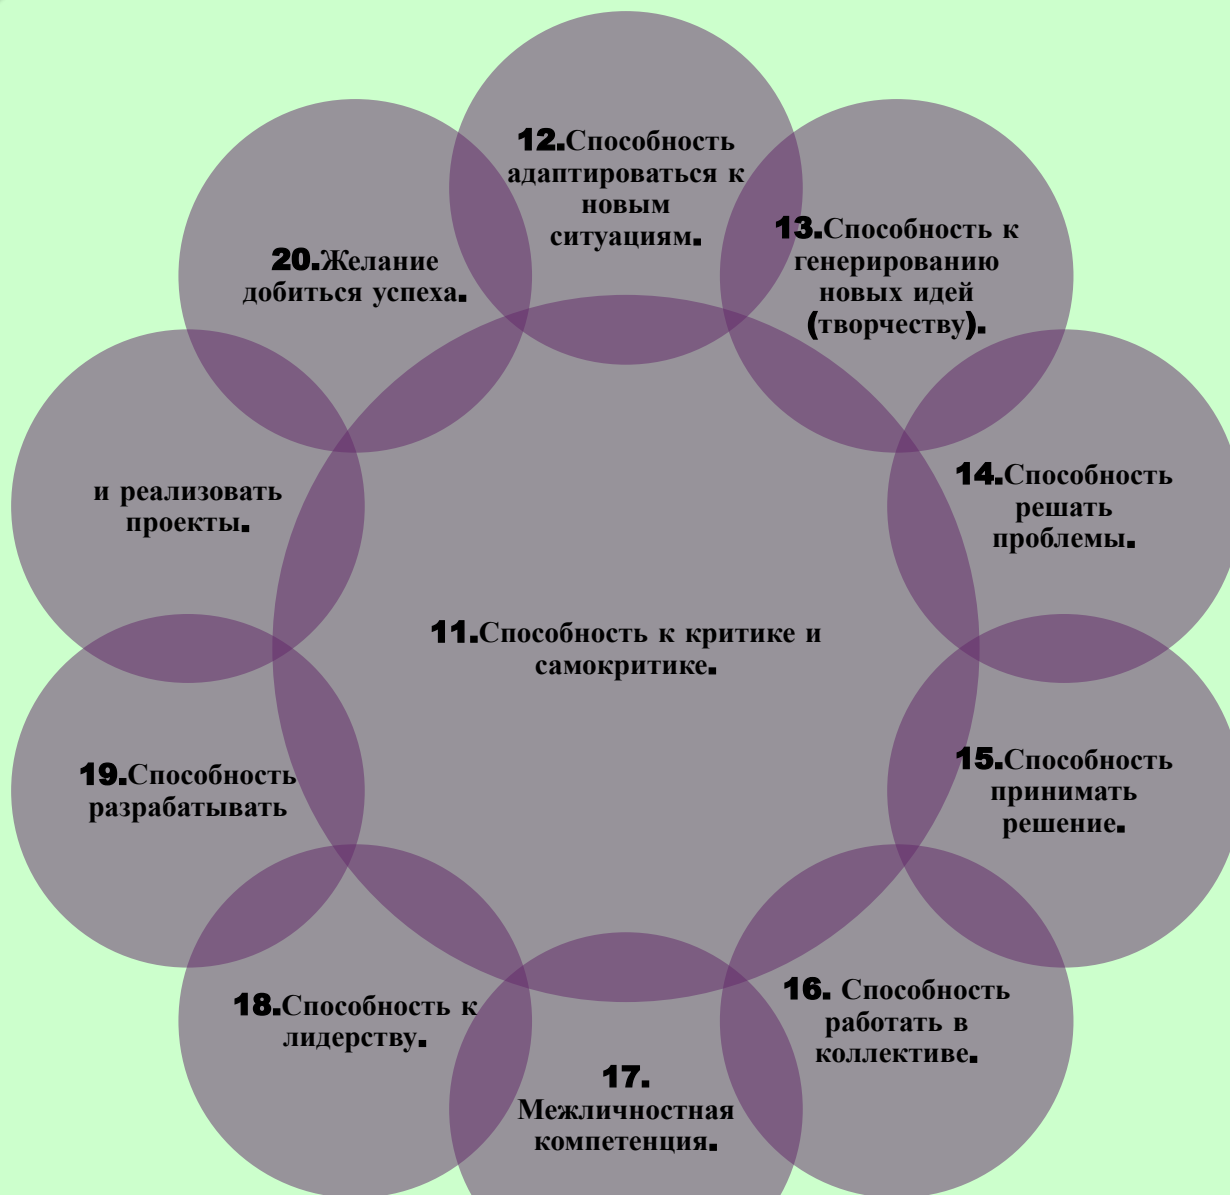 12.Способность
адаптироваться к
новым
ситуациям.
13.Способность к
генерированию
новых идей
(творчеству).
14.Способность
решать
проблемы.
15.Способность
принимать
решение.
16. Способность
работать в
коллективе.
17.
Межличностная
компетенция.
18.Способность к
лидерству.
19.Способность
разрабатывать
и реализовать
проекты.
20.Желание
добиться успеха.
11.Способность к критике и
самокритике.